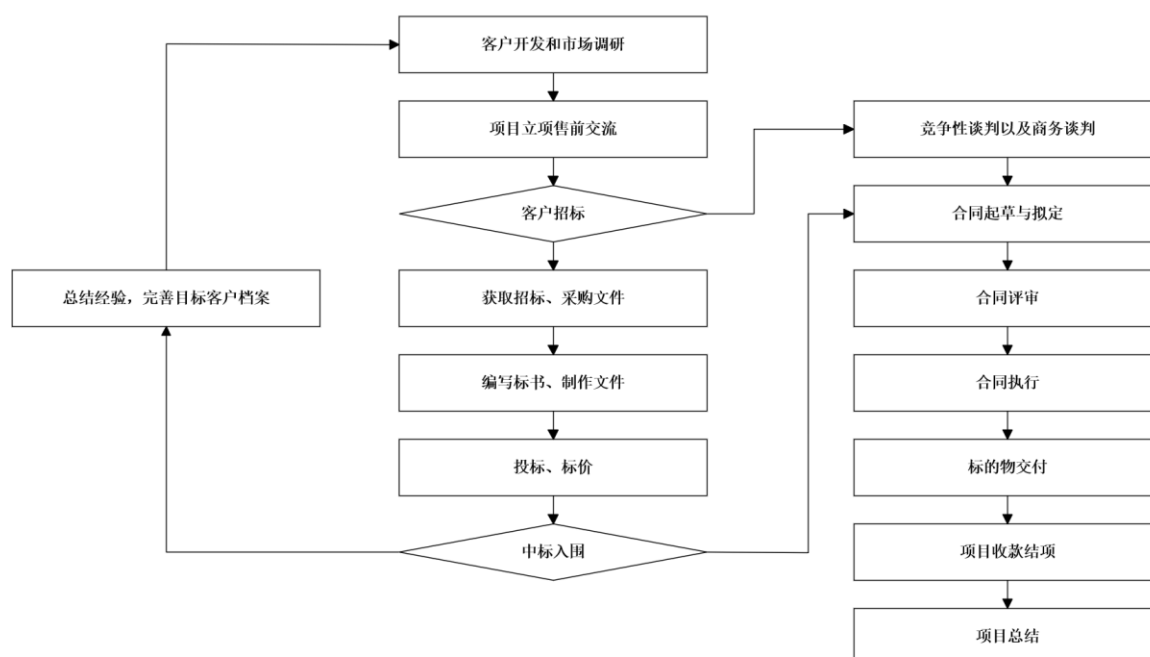 客户开发和市场调研
项目立项售前交流
竞争性谈判以及商务谈判
客户招标
合同起草与拟定
总结经验，完善目标客户档案
获取招标、采购文件
合同评审
编写标书、制作文件
合同执行
投标、标价
标的物交付
中标入围
项目收款结项
项目总结